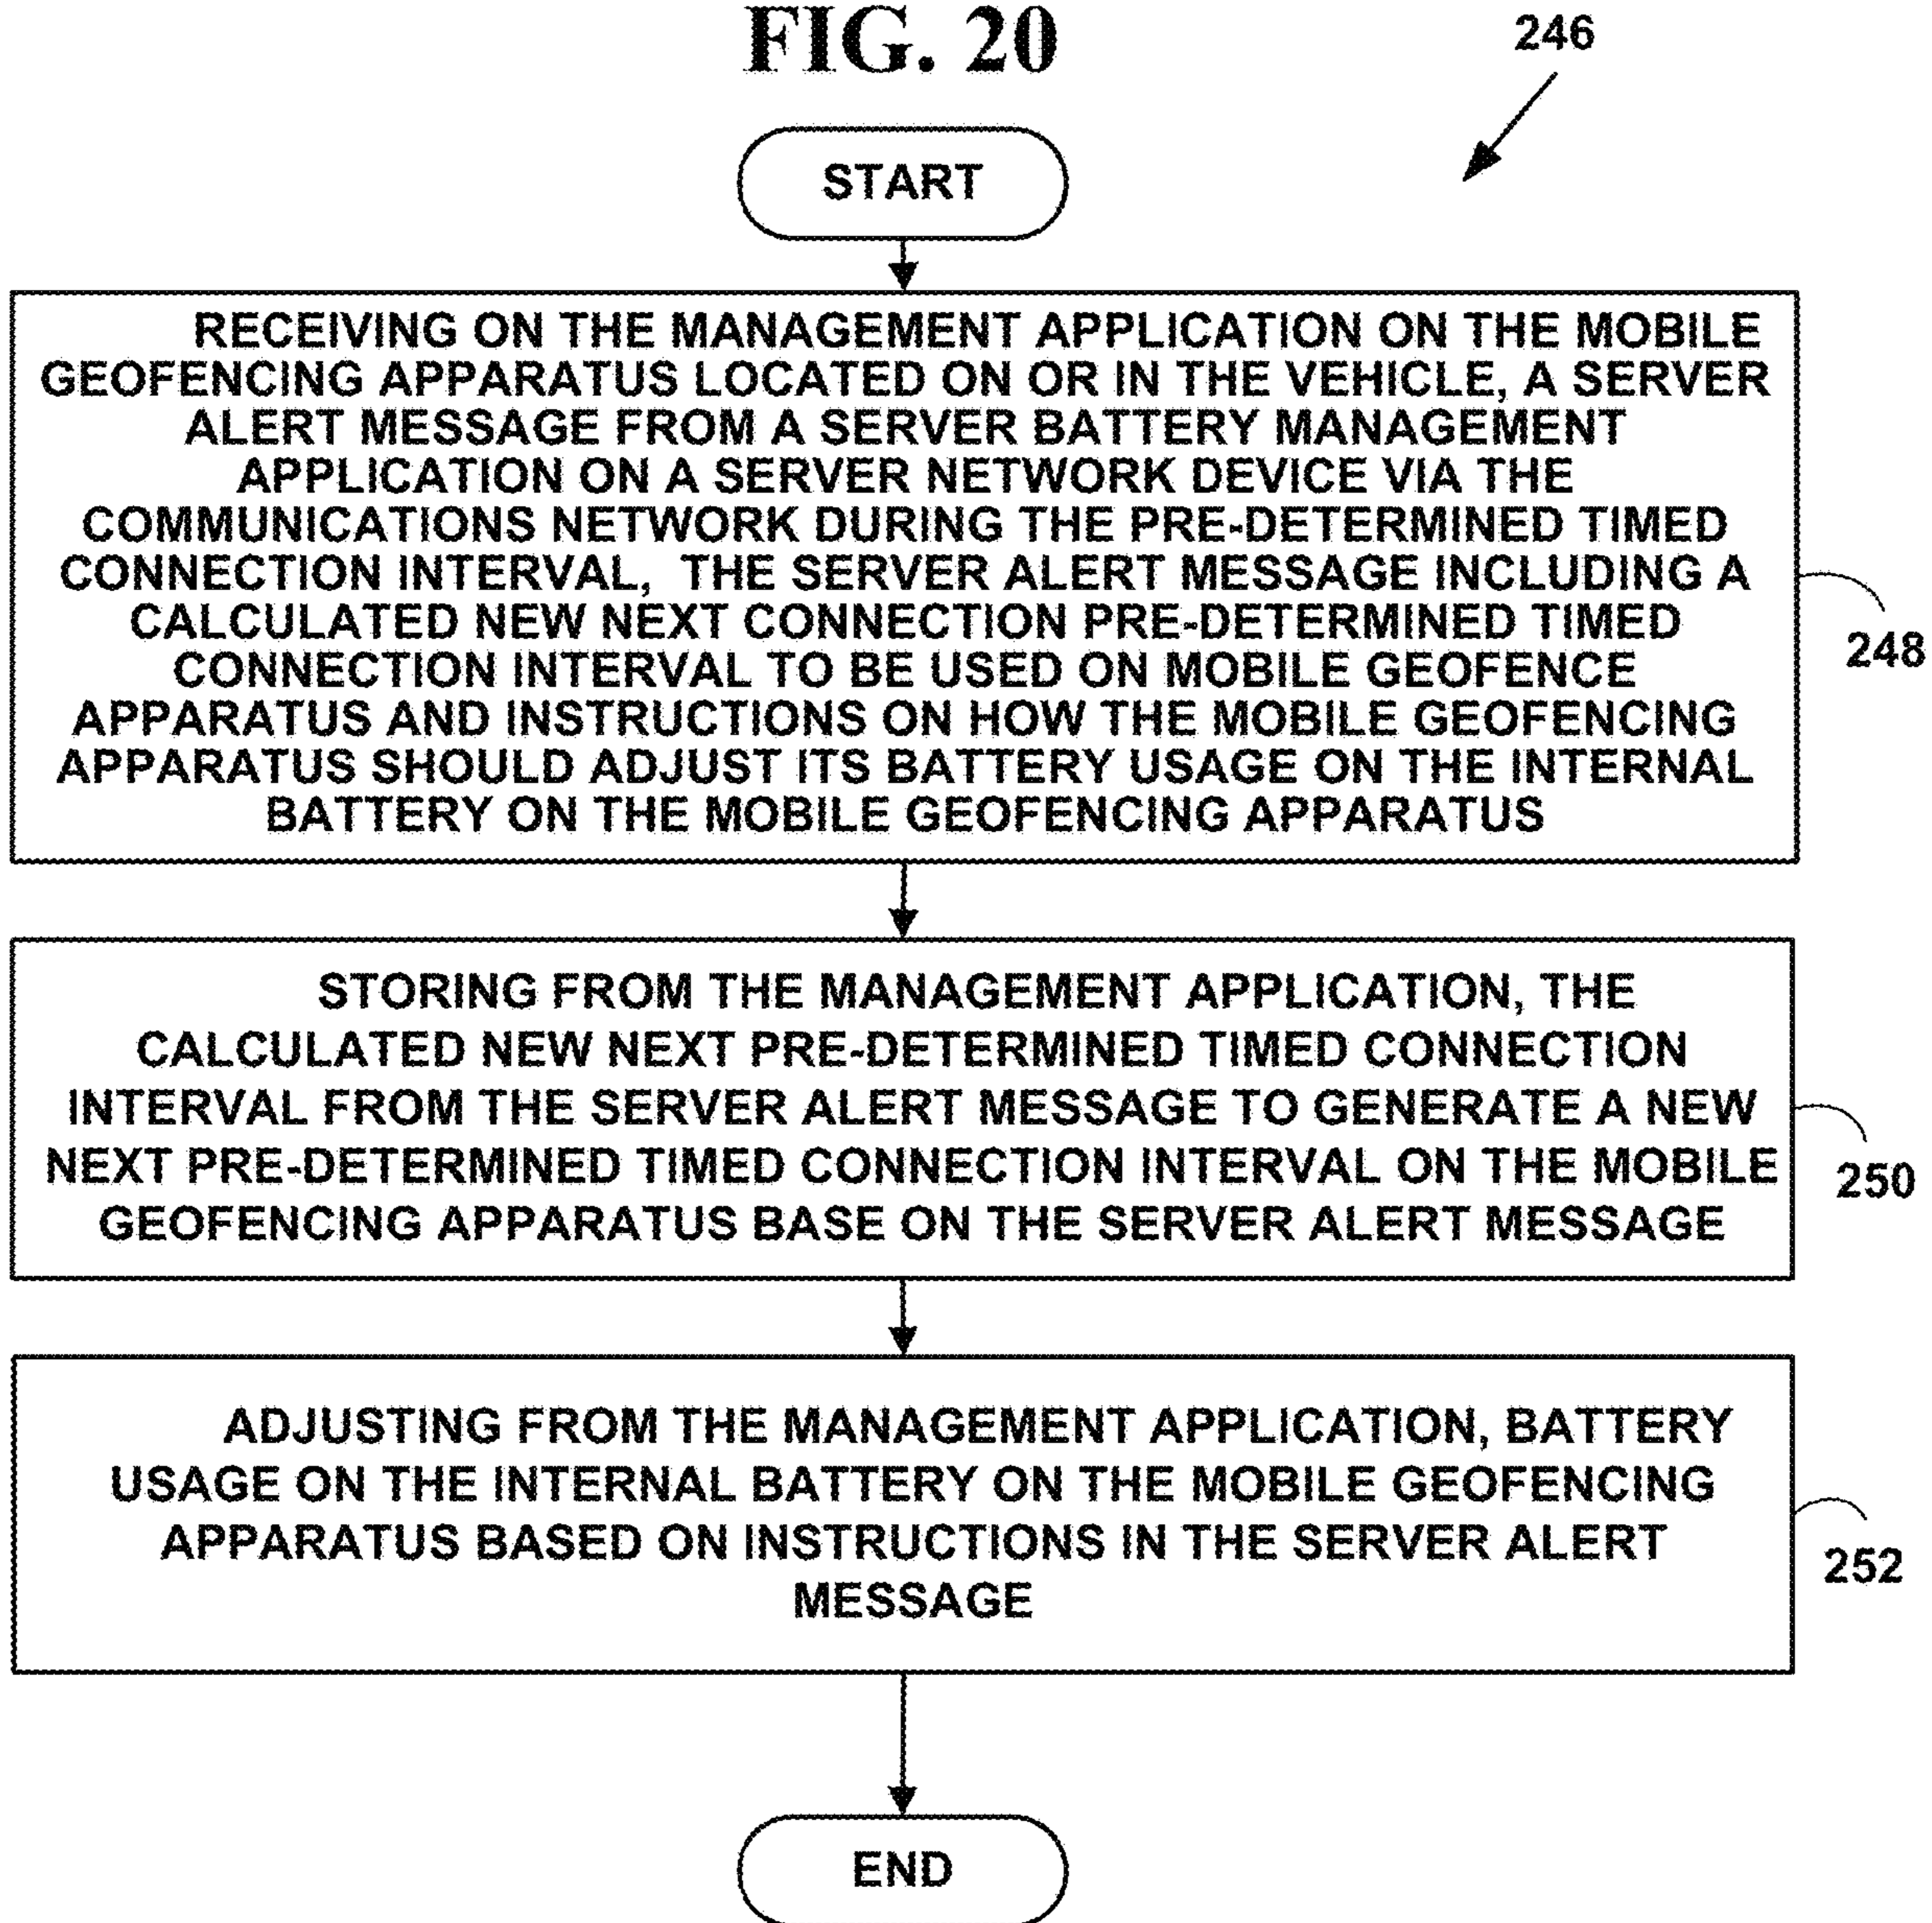 FIG. 20
246
START
RECEIVING ON THE MANAGEMENT APPLICATION ON THE MOBILE
GEOFENCING APPARATUS LOCATED ON OR IN THE VEHICLE, A SERVER
ALERT MESSAGE FROM A SERVER BATTERY MANAGEMENT
APPLICATION ON A SERVER NETWORK DEVICE VIA THE
COMMUNICATIONS NETWORK DURING THE PRE-DETERMINED TIMED
CONNECTION INTERVAL, THE SERVER ALERT MESSAGE INCLUDING A
CALCULATED NEW NEXT CONNECTION PRE-DETERMINED TIMED
CONNECTION INTERVAL TO BE USED ON MOBILE GEOFENCE
APPARATUS AND INSTRUCTIONS ON HOW THE MOBILE GEOFENCING
APPARATUS SHOULD ADJUST ITS BATTERY USAGE ON THE INTERNAL
BATTERY ON THE MOBILE GEOFENCING APPARATUS
248
STORING FROM THE MANAGEMENT APPLICATION, THE
CALCULATED NEW NEXT PRE-DETERMINED TIMED CONNECTION
INTERVAL FROM THE SERVER ALERT MESSAGE TO GENERATE A NEW
NEXT PRE-DETERMINED TIMED CONNECTION INTERVAL ON THE MOBILE
GEOFENCING APPARATUS BASE ON THE SERVER ALERT MESSAGE
250
ADJUSTING FROM THE MANAGEMENT APPLICATION, BATTERY
USAGE ON THE INTERNAL BATTERY ON THE MOBILE GEOFENCING
APPARATUS BASED ON INSTRUCTIONS IN THE SERVER ALERT
MESSAGE
252
END